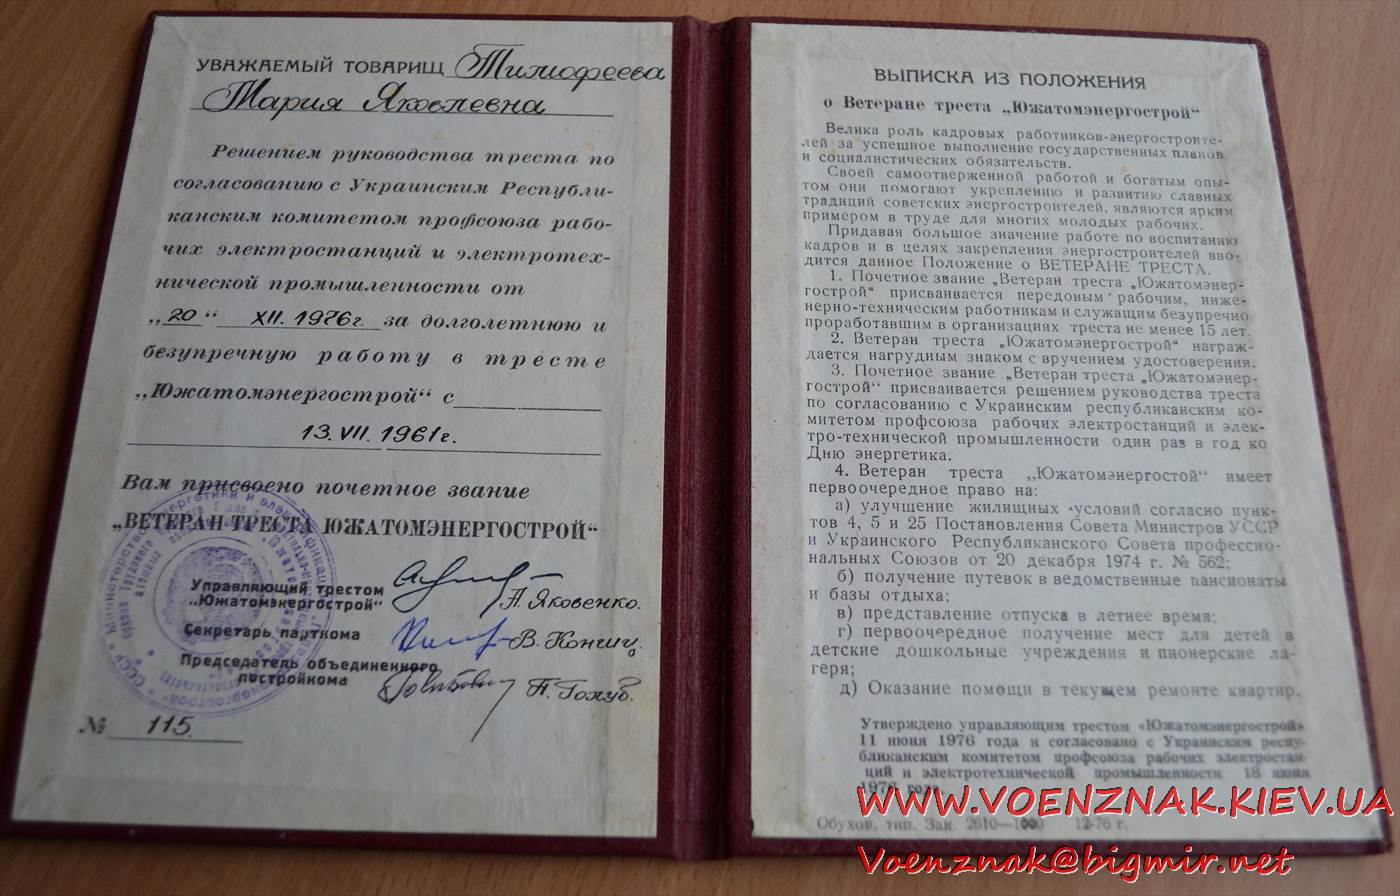 УВАЖАЕМЫЙ ТОВАРИЩ Тимофеева
Мария Яковлевна
Решением руководства треста по
согласованию с Украинским Республи-
канским комитетом профсоюза рабо-
чих электростанций и электротех-
нической промышленности от
„20“ XII. 1976г. за долголетнюю и
безупречную работу в тресте
„Южатомэнергострой“ с
13. VII. 1961г.
Вам присвоено почетное звание
„ВЕТЕРАН ТРЕСТА ЮЖАТОМЭНЕРГОСТРОЙ“
Управляющий трестом
„Южатомэнергострой“ А. Яковенко.
Секретарь парткома В.
Председатель объединенного
постройкома Голуб.
№ 115.
ВЫПИСКА ИЗ ПОЛОЖЕНИЯ
о Ветеране треста „Южатомэнергострой“
Велика роль кадровых работников-энергостроите-
лей за успешное выполнение государственных планов
и социалистических обязательств.
Своей самоотверженной работой и богатым опы-
том они помогают укреплению и развитию славных
традиций советских энергостроителей, являются ярким
примером в труде для многих молодых рабочих.
Придавая большое значение работе по воспитанию
кадров и в целях закрепления энергостроителей вво-
дится данное Положение о ВЕТЕРАНЕ ТРЕСТА.
1. Почетное звание „Ветеран треста „Южатомэнер-
гострой“ присваивается передовым рабочим, инже-
нерно-техническим работникам и служащим безупречно
проработавшим в организациях треста не менее 15 лет.
2. Ветеран треста „Южатомэнергострой“ награж-
дается нагрудным знаком с вручением удостоверения.
3. Почетное звание „Ветеран треста „Южатомэнер-
гострой“ присваивается решением руководства треста
по согласованию с Украинским республиканским ко-
митетом профсоюза рабочих электростанций и элек-
тро-технической промышленности один раз в год ко
Дню энергетика.
4. Ветеран треста „Южатомэнергостой“ имеет
первоочередное право на:
а) улучшение жилищных условий согласно пунк-
тов 4, 5 и 25 Постановления Совета Министров УССР
и Украинского Республиканского Совета профессио-
нальных Союзов от 20 декабря 1974 г. № 562;
б) получение путевок в ведомственные пансионаты
и базы отдыха;
в) представление отпуска в летнее время;
г) первоочередное получение мест для детей в
детские дошкольные учреждения и пионерские ла-
геря;
д) Оказание помощи в текущем ремонте квартир.
Утверждено управляющим трестом «Южатомэнергострой»
11 июня 1976 года и согласовано с Украинским респу-
бликанским комитетом профсоюза рабочих электростан-
ций и электротехнической промышленности 18 июня
1976 года.
Обухов, тип. Зак. 2610—1000 12-76 г.
WWW.VOENZNAK.KIEV.UA
Voenznak@bigmir.net